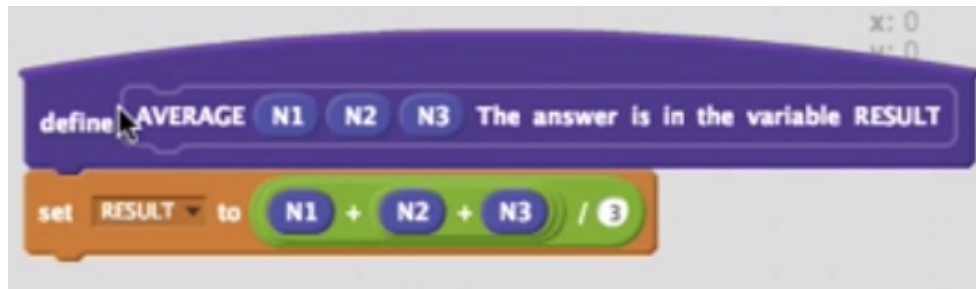 x: 0
y: 0
define AVERAGE N1 N2 N3 The answer is in the variable RESULT
set RESULT to N1 + N2 + N3 / 3